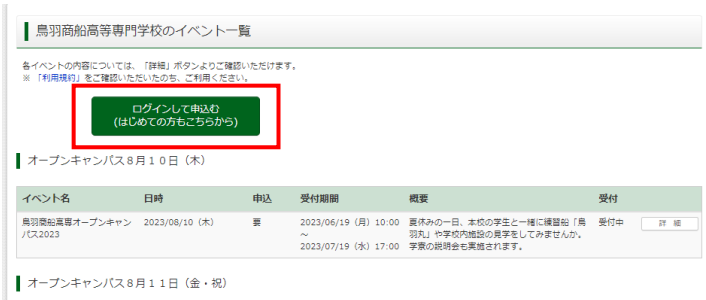 鳥羽商船高等専門学校のイベント一覧
各イベントの内容については、「詳細」ボタンよりご確認いただけます。
※ 「利用規約」をご確認いただいたのち、ご利用ください。
ログインして申込む
(はじめての方もこちらから)
オープンキャンパス8月10日（木）
イベント名 日時 申込 受付期間 概要 受付
鳥羽商船高専オープンキャン 2023/08/10（木） 要 2023/06/19（月）10:00 夏休みの一日、本校の学生と一緒に練習船「鳥 受付中 詳 細
パス2023 ～ 羽丸」や学校内施設の見学をしてみませんか。
2023/07/19（水）17:00 学寮の説明会も実施されます。
オープンキャンパス8月11日（金・祝）